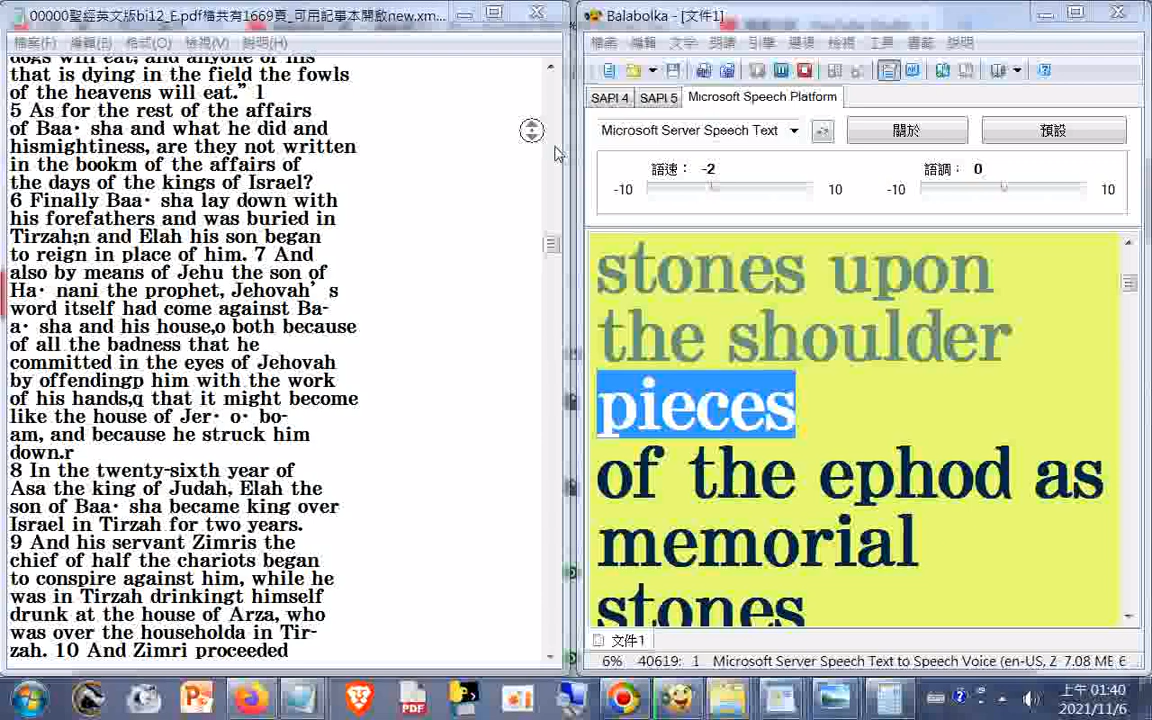 00000聖經英文版bi12_E.pdf檔共有1669頁_可用記事本開啟new.xm...
檔案(F) 編輯(E) 格式(O) 檢視(V) 說明(H)
dogs will eat; and anyone of his
that is dying in the field the fowls
of the heavens will eat.” l
5 As for the rest of the affairs
of Baa· sha and what he did and
hismightiness, are they not written
in the bookm of the affairs of
the days of the kings of Israel?
6 Finally Baa· sha lay down with
his forefathers and was buried in
Tirzah;n and Elah his son began
to reign in place of him. 7 And
also by means of Jehu the son of
Ha· nani the prophet, Jehovah’ s
word itself had come against Ba-
a· sha and his house,o both because
of all the badness that he
committed in the eyes of Jehovah
by offendingp him with the work
of his hands,q that it might become
like the house of Jer· o· bo-
am, and because he struck him
down.r
8 In the twenty-sixth year of
Asa the king of Judah, Elah the
son of Baa· sha became king over
Israel in Tirzah for two years.
9 And his servant Zimris the
chief of half the chariots began
to conspire against him, while he
was in Tirzah drinkingt himself
drunk at the house of Arza, who
was over the householda in Tir-
zah. 10 And Zimri proceeded
Balabolka - [文件1]
檔案 編輯 文字 朗讀 引擎 選項 檢視 工具 書籤 說明
SAPI 4 SAPI 5 Microsoft Speech Platform
Microsoft Server Speech Text 關於 預設
語速： -2 語調： 0
-10 10 -10 10
stones upon
the shoulder
pieces
of the ephod as
memorial
stones
文件1
6% 40619: 1 Microsoft Server Speech Text to Speech Voice (en-US, Z 7.08 MB 6
PDF
上午 01:40
2021/11/6